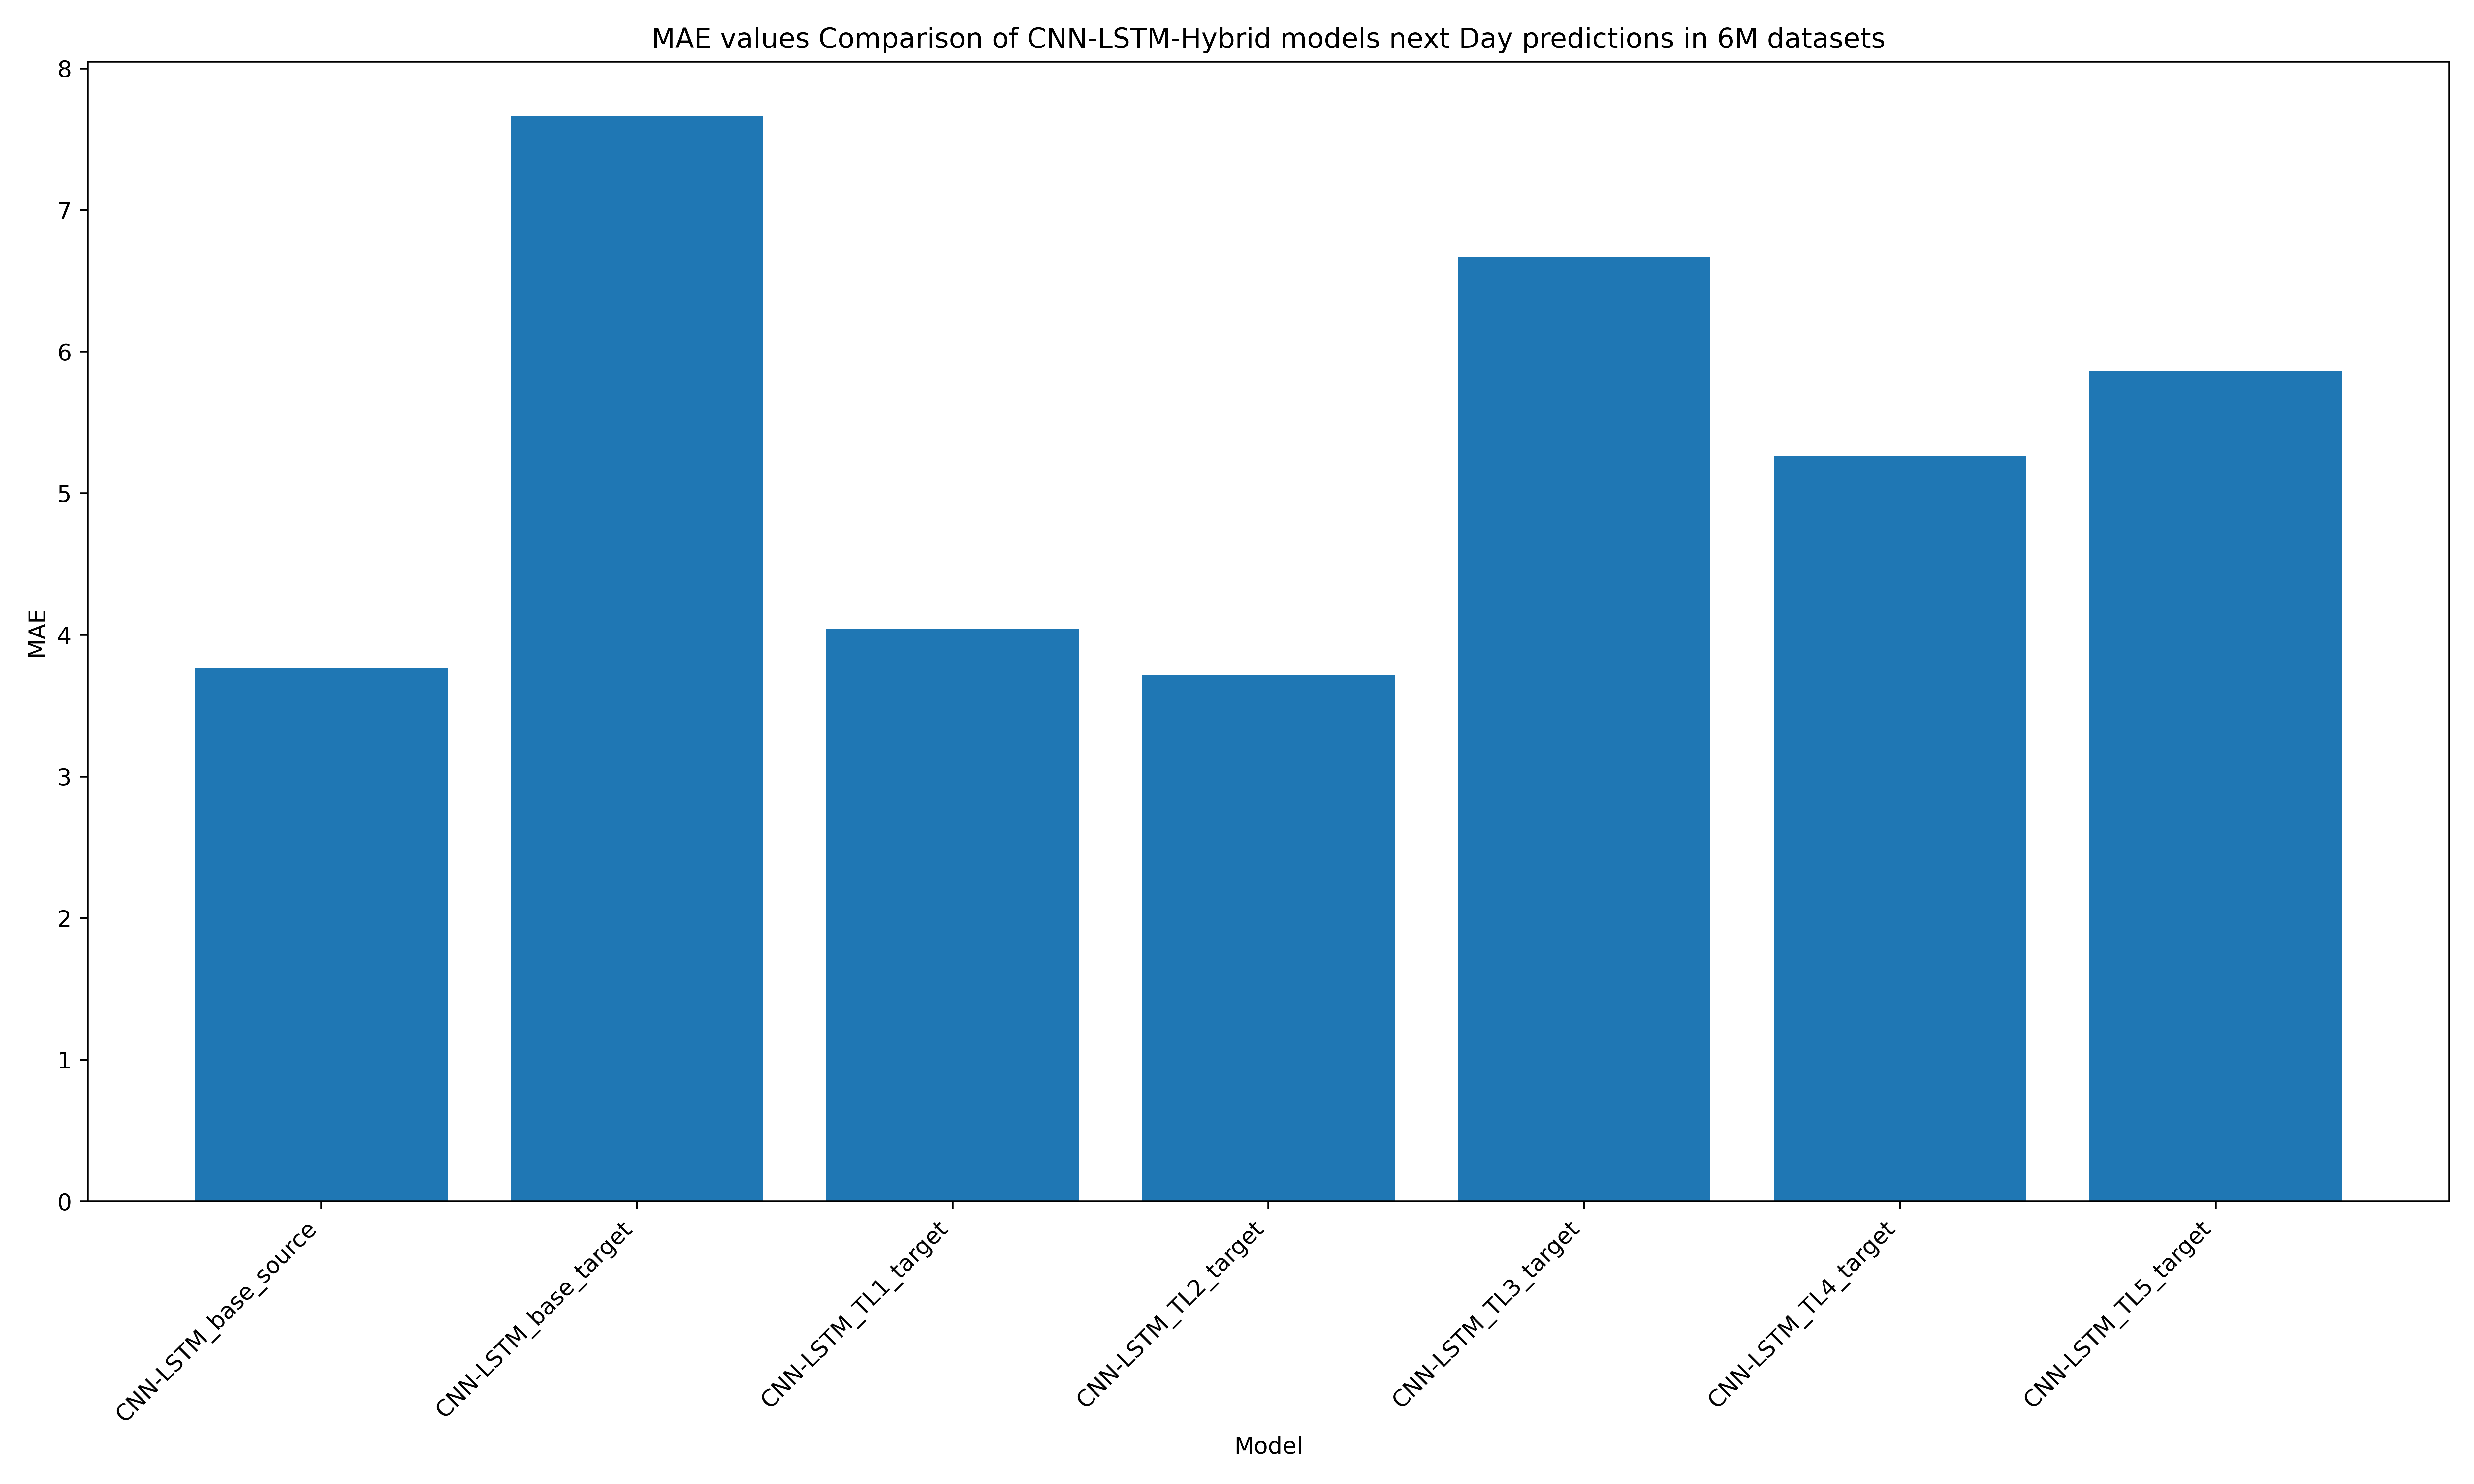 MAE values Comparison of CNN-LSTM-Hybrid models next Day predictions in 6M datasets
8
7
6
5
4
3
2
1
0
MAE
CNN-LSTM_base_source
CNN-LSTM_base_target
CNN-LSTM_TL1_target
CNN-LSTM_TL2_target
CNN-LSTM_TL3_target
CNN-LSTM_TL4_target
CNN-LSTM_TL5_target
Model